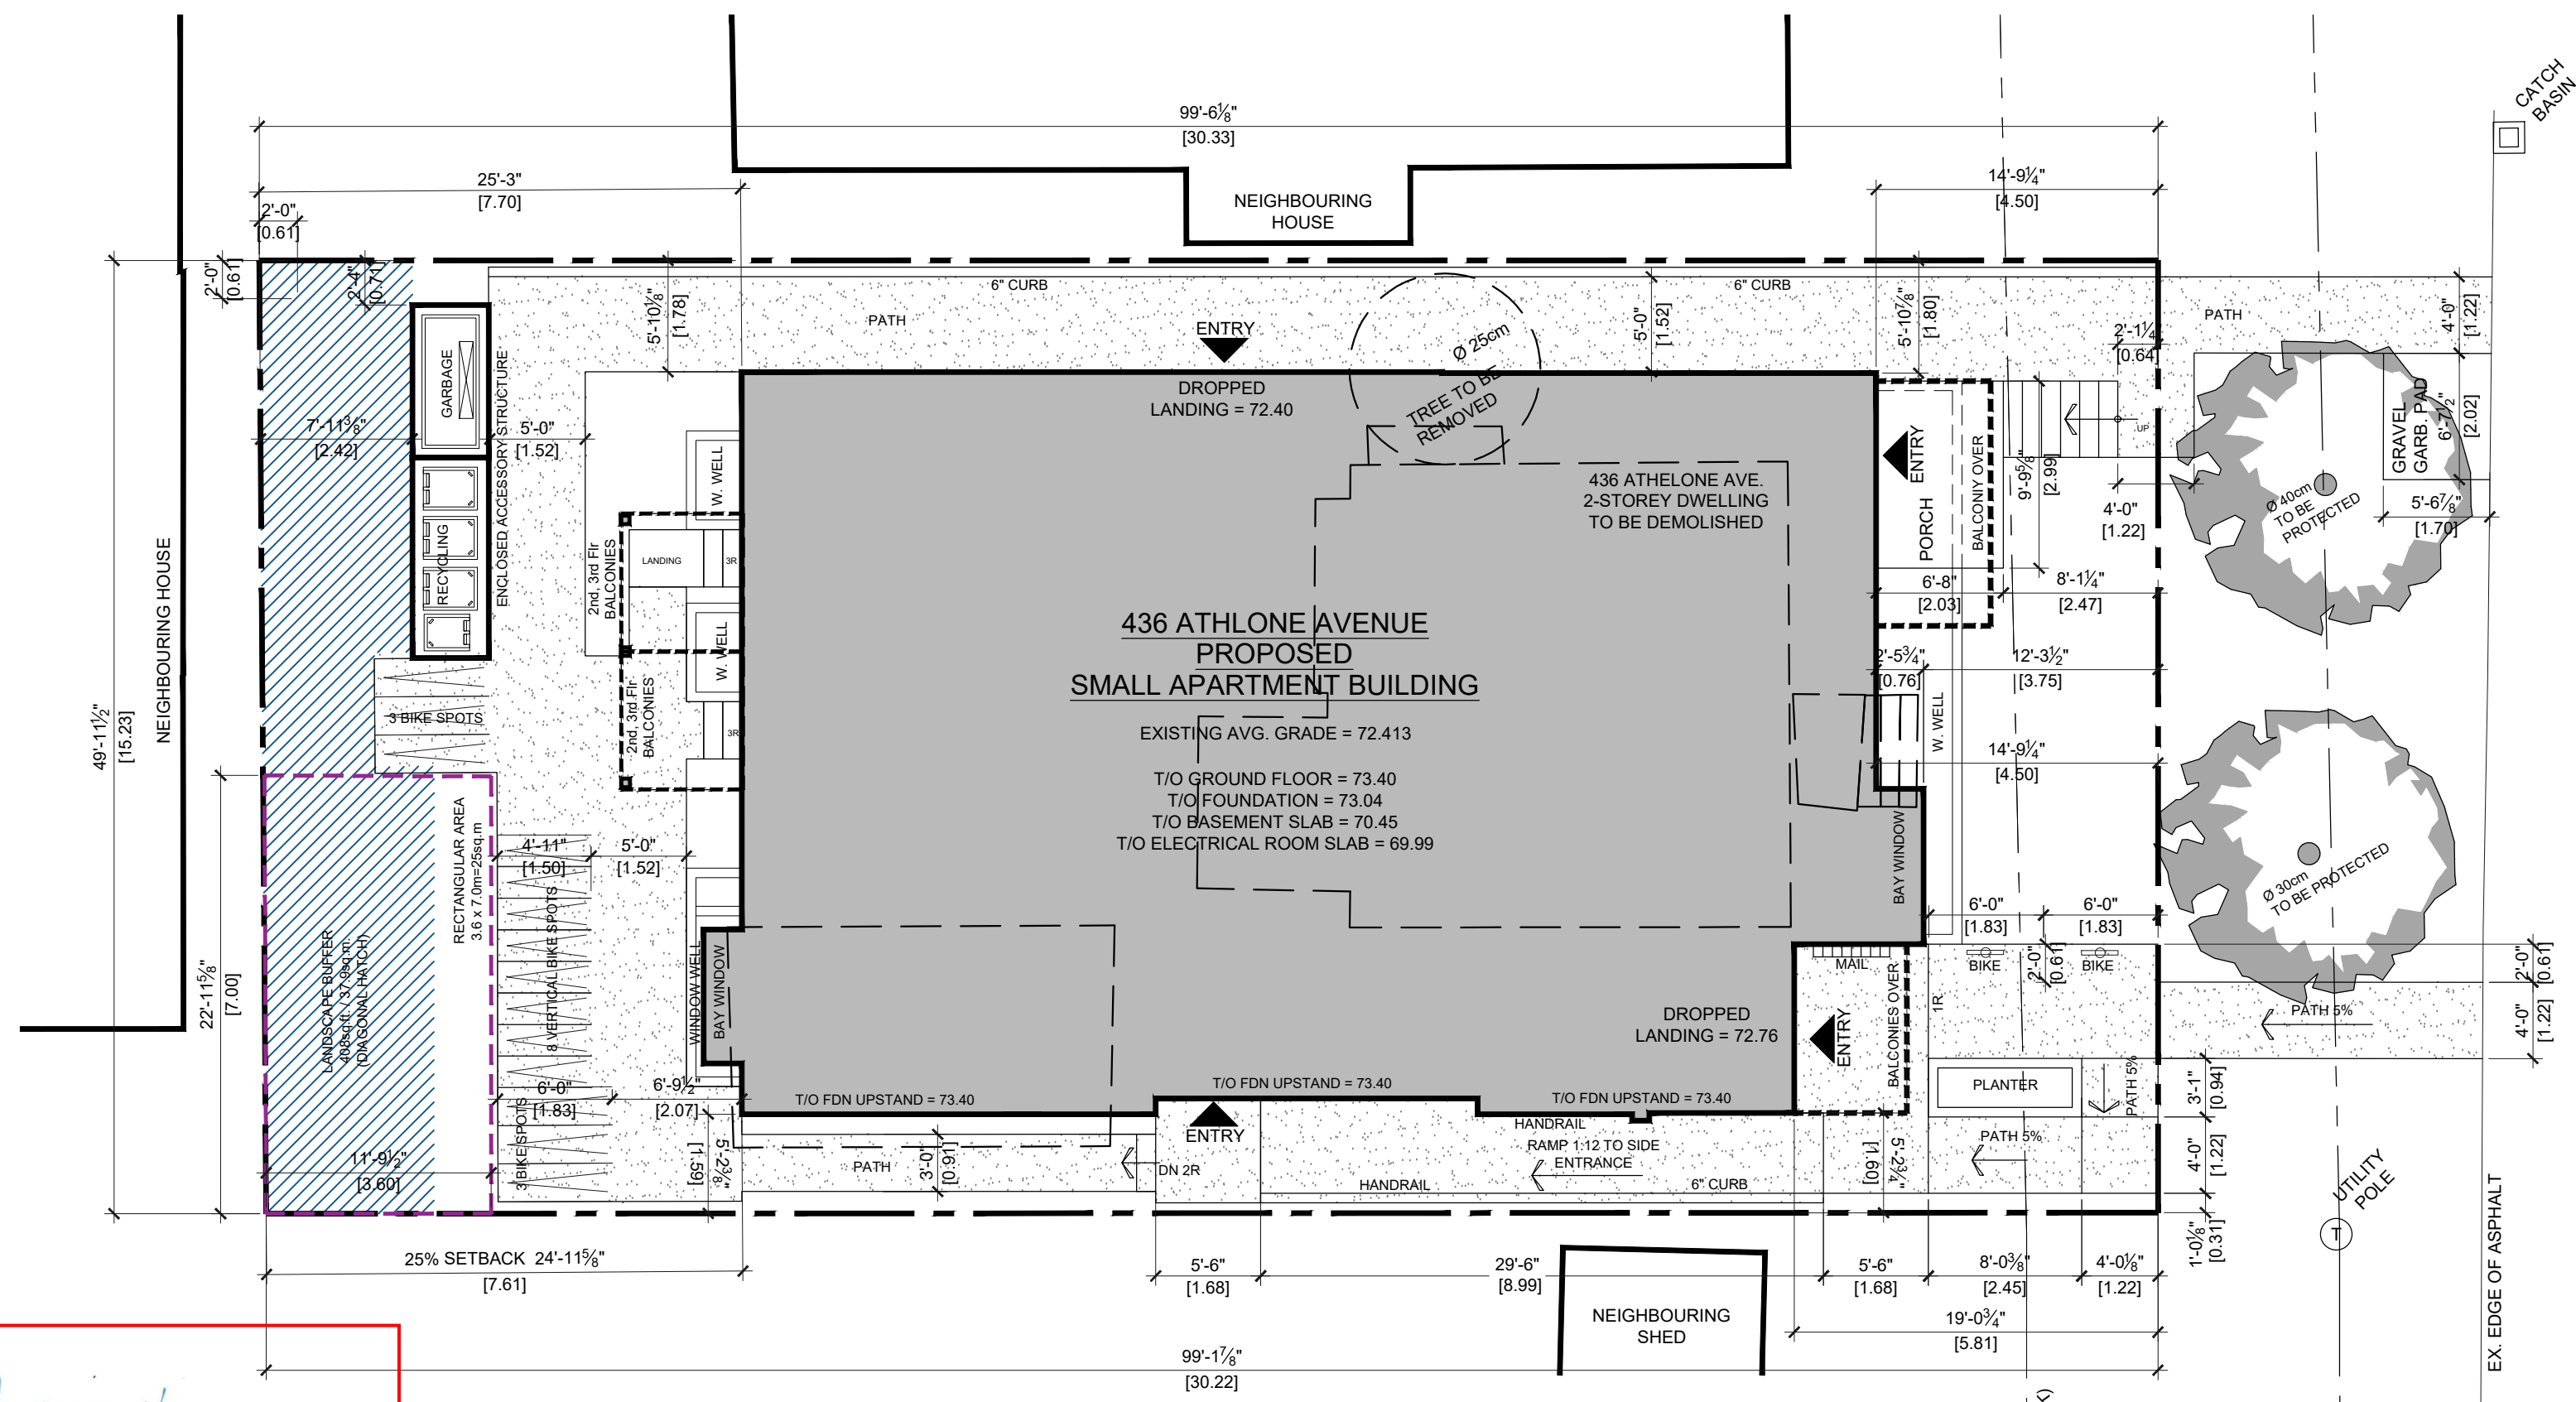 CATCH
BASIN
99'-6⅛"
[30.33]
25'-3"
[7.70]
14'-9¼"
[4.50]
2'-0"
[0.61]
NEIGHBOURING
HOUSE
2'-0"
[0.61]
2'-4"
[0.71]
6" CURB
6" CURB
5'-10⅛"
[1.78]
PATH
ENTRY
Ø 25cm
TREE TO BE
REMOVED
5'-0"
[1.52]
5'-10⅞"
[1.80]
2'-1¼"
[0.64]
PATH
4'-0"
[1.22]
GARBAGE
ENCLOSED ACCESSORY STRUCTURE
DROPPED
LANDING = 72.40
7'-11⅜"
[2.42]
5'-0"
[1.52]
W. WELL
436 ATHELONE AVE.
2-STOREY DWELLING
TO BE DEMOLISHED
ENTRY
PORCH
BALCONIY OVER
9'-9⅝"
[2.99]
UP
4'-0"
[1.22]
Ø 40cm
TO BE
PROTECTED
GRAVEL
GARB. PAD
6'-7½"
[2.02]
5'-6⅞"
[1.70]
RECYCLING
2nd, 3rd Flr
BALCONIES
LANDING
3R
6'-8"
[2.03]
8'-1¼"
[2.47]
NEIGHBOURING HOUSE
49'-11½"
[15.23]
W. WELL
436 ATHLONE AVENUE
PROPOSED
SMALL APARTMENT BUILDING
2'-5¾"
[0.76]
12'-3½"
[3.75]
3 BIKE SPOTS
2nd, 3rd.Flr
BALCONIES
3R
EXISTING AVG. GRADE = 72.413
W. WELL
14'-9¼"
[4.50]
T/O GROUND FLOOR = 73.40
T/O FOUNDATION = 73.04
T/O BASEMENT SLAB = 70.45
T/O ELECTRICAL ROOM SLAB = 69.99
RECTANGULAR AREA
3.6 x 7.0m=25sq.m
4'-11"
[1.50]
5'-0"
[1.52]
BAY WINDOW
Ø 30cm
TO BE PROTECTED
8 VERTICAL BIKE SPOTS
6'-0"
[1.83]
6'-0"
[1.83]
22'-11⅝"
[7.00]
LANDSCAPE BUFFER
408sq.ft. / 37.9sq.m.
(DIAGONAL HATCH)
WINDOW WELL
BAY WINDOW
MAIL
BIKE
2'-0"
[0.61]
BIKE
2'-0"
[0.61]
DROPPED
LANDING = 72.76
ENTRY
BALCONIES OVER
1R
PATH 5%
4'-0"
[1.22]
6'-0"
[1.83]
6'-9½"
[2.07]
T/O FDN UPSTAND = 73.40
T/O FDN UPSTAND = 73.40
T/O FDN UPSTAND = 73.40
PLANTER
PATH 5%
3'-1"
[0.94]
3 BIKE SPOTS
11'-9½"
[3.60]
5'-2⅜"
[1.59]
PATH
3'-0"
[0.91]
DN 2R
ENTRY
HANDRAIL
RAMP 1:12 TO SIDE
ENTRANCE
HANDRAIL
6" CURB
5'-2¾"
[1.60]
PATH 5%
4'-0"
[1.22]
UTILITY
POLE
T
1'-0⅛"
[0.31]
EX. EDGE OF ASPHALT
25% SETBACK 24'-11⅝"
[7.61]
5'-6"
[1.68]
29'-6"
[8.99]
5'-6"
[1.68]
8'-0⅜"
[2.45]
4'-0⅛"
[1.22]
NEIGHBOURING
SHED
19'-0¾"
[5.81]
99'-1⅞"
[30.22]